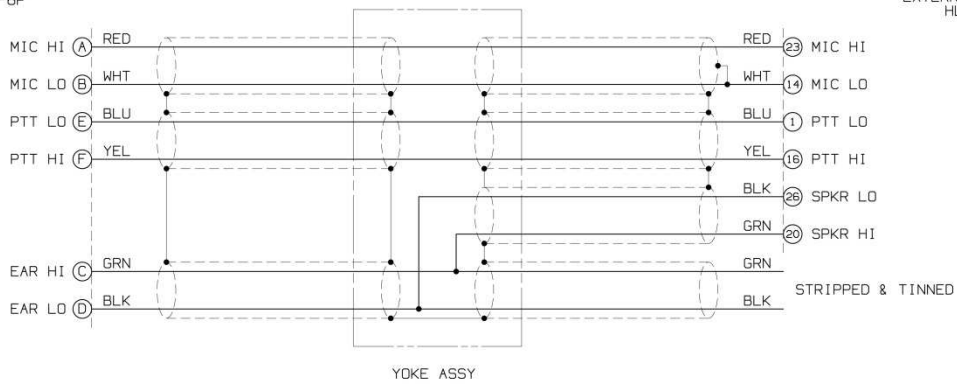 MIC HI A RED RED 23 MIC HI
MIC LO B WHT WHT 14 MIC LO
PTT LO E BLU BLU 1 PTT LO
PTT HI F YEL YEL 16 PTT HI
BLK 26 SPKR LO
GRN 20 SPKR HI
EAR HI C GRN GRN
STRIPPED & TINNED
EAR LO D BLK BLK
YOKE ASSY